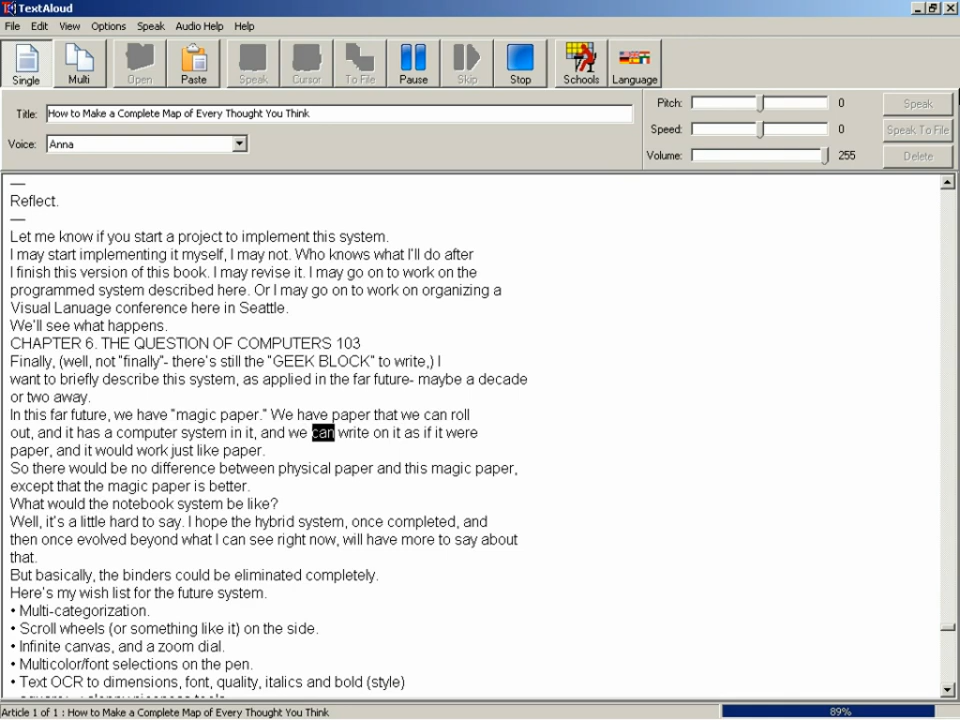 TextAloud
File Edit View Options Speak Audio Help Help
Single Multi Open Paste Speak Cursor To File Pause Skip Stop Schools Language
Title: How to Make a Complete Map of Every Thought You Think
Voice: Anna
Pitch: 0 Speak
Speed: 0 Speak To File
Volume: 255 Delete
—
Reflect.
—
Let me know if you start a project to implement this system.
I may start implementing it myself, I may not. Who knows what I'll do after
I finish this version of this book. I may revise it. I may go on to work on the
programmed system described here. Or I may go on to work on organizing a
Visual Lanuage conference here in Seattle.
We'll see what happens.
CHAPTER 6. THE QUESTION OF COMPUTERS 103
Finally, (well, not "finally"- there's still the "GEEK BLOCK" to write,) I
want to briefly describe this system, as applied in the far future- maybe a decade
or two away.
In this far future, we have "magic paper." We have paper that we can roll
out, and it has a computer system in it, and we can write on it as if it were
paper, and it would work just like paper.
So there would be no difference between physical paper and this magic paper,
except that the magic paper is better.
What would the notebook system be like?
Well, it's a little hard to say. I hope the hybrid system, once completed, and
then once evolved beyond what I can see right now, will have more to say about
that.
But basically, the binders could be eliminated completely.
Here's my wish list for the future system.
• Multi-categorization.
• Scroll wheels (or something like it) on the side.
• Infinite canvas, and a zoom dial.
• Multicolor/font selections on the pen.
• Text OCR to dimensions, font, quality, italics and bold (style)
Article 1 of 1 : How to Make a Complete Map of Every Thought You Think 89%